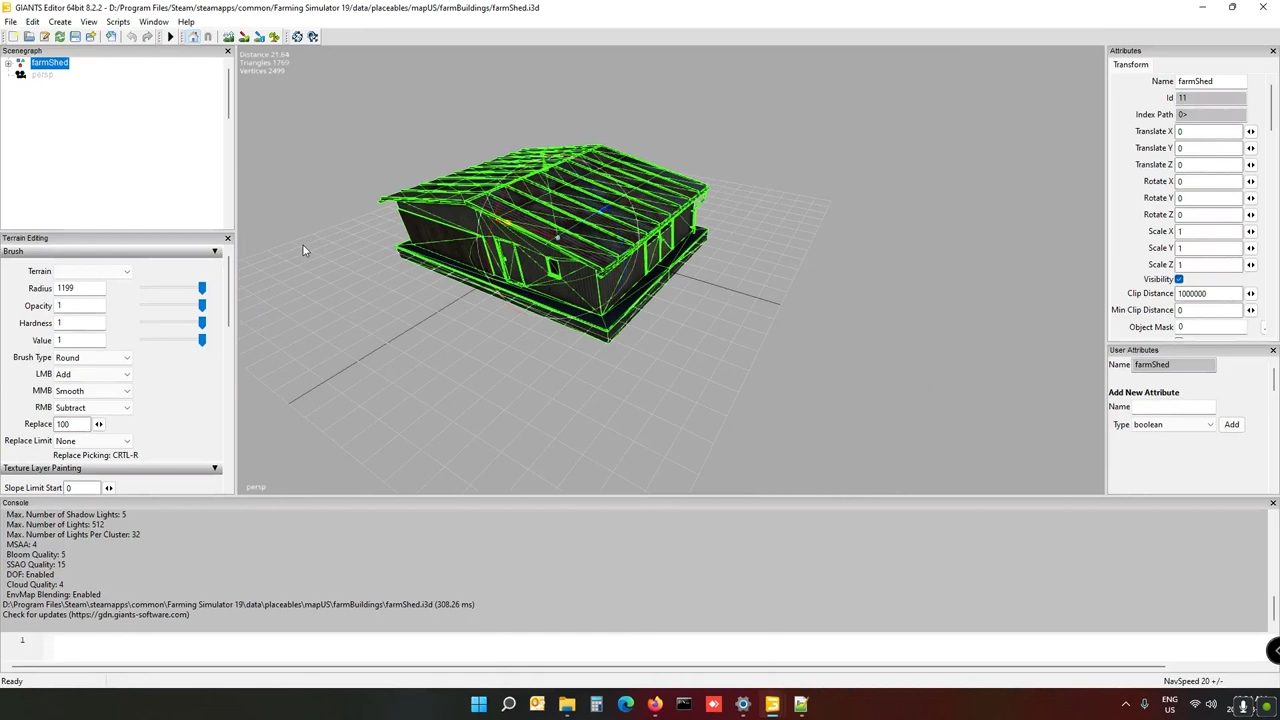 GIANTS Editor 64bit 8.2.2 - D:/Program Files/Steam/steamapps/common/Farming Simulator 19/data/placeables/mapUS/farmBuildings/farmShed.i3d
File Edit Create View Scripts Window Help
Scenegraph
farmShed
persp
Distance 21.64
Triangles 1769
Vertices 2499
persp
Terrain Editing
Brush
Terrain
Radius 1199
Opacity 1
Hardness 1
Value 1
Brush Type Round
LMB Add
MMB Smooth
RMB Subtract
Replace 100
Replace Limit None
Replace Picking: CRTL-R
Texture Layer Painting
Slope Limit Start 0
Attributes
Transform
Name farmShed
Id 11
Index Path 0>
Translate X 0
Translate Y 0
Translate Z 0
Rotate X 0
Rotate Y 0
Rotate Z 0
Scale X 1
Scale Y 1
Scale Z 1
Visibility
Clip Distance 1000000
Min Clip Distance 0
Object Mask 0
User Attributes
Name farmShed
Add New Attribute
Name
Type boolean Add
Console
Max. Number of Shadow Lights: 5
Max. Number of Lights: 512
Max. Number of Lights Per Cluster: 32
MSAA: 4
Bloom Quality: 5
SSAO Quality: 15
DOF: Enabled
Cloud Quality: 4
EnvMap Blending: Enabled
D:\Program Files\Steam\steamapps\common\Farming Simulator 19\data\placeables\mapUS\farmBuildings\farmShed.i3d (308.26 ms)
Check for updates (https://gdn.giants-software.com)
1
Ready
NavSpeed 20 +/-
ENG
US